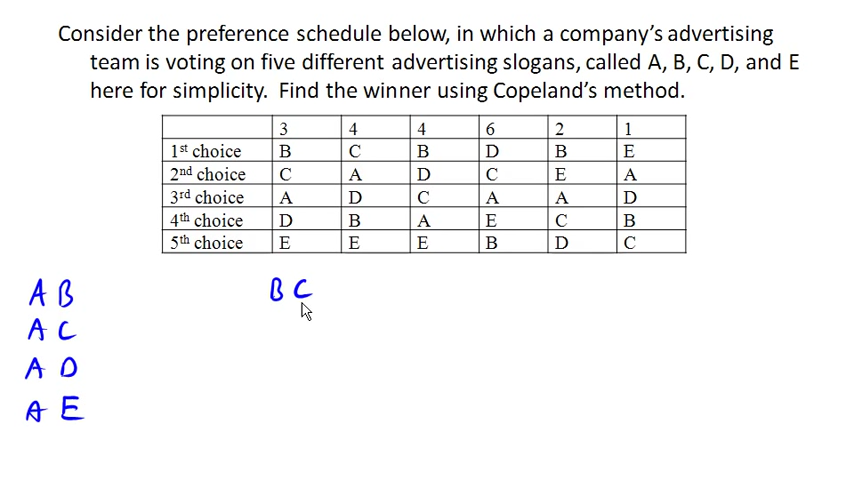 Consider the preference schedule below, in which a company's advertising
team is voting on five different advertising slogans, called A, B, C, D, and E
here for simplicity. Find the winner using Copeland's method.
3 4 4 6 2 1
1st choice B C B D B E
2nd choice C A D C E A
3rd choice A D C A A D
4th choice D B A E C B
5th choice E E E B D C
A B B C
A C
A D
A E